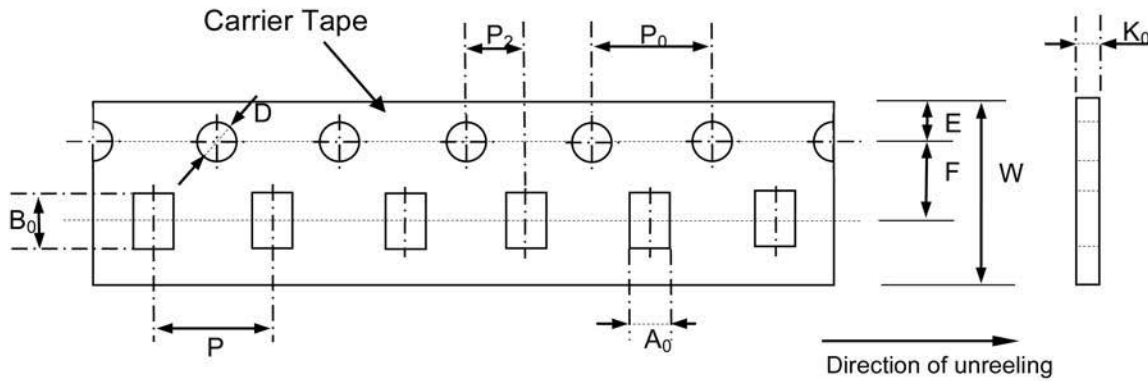 Carrier Tape
P₂
P₀
K₀
D
E
F
W
B₀
P
A₀
Direction of unreeling